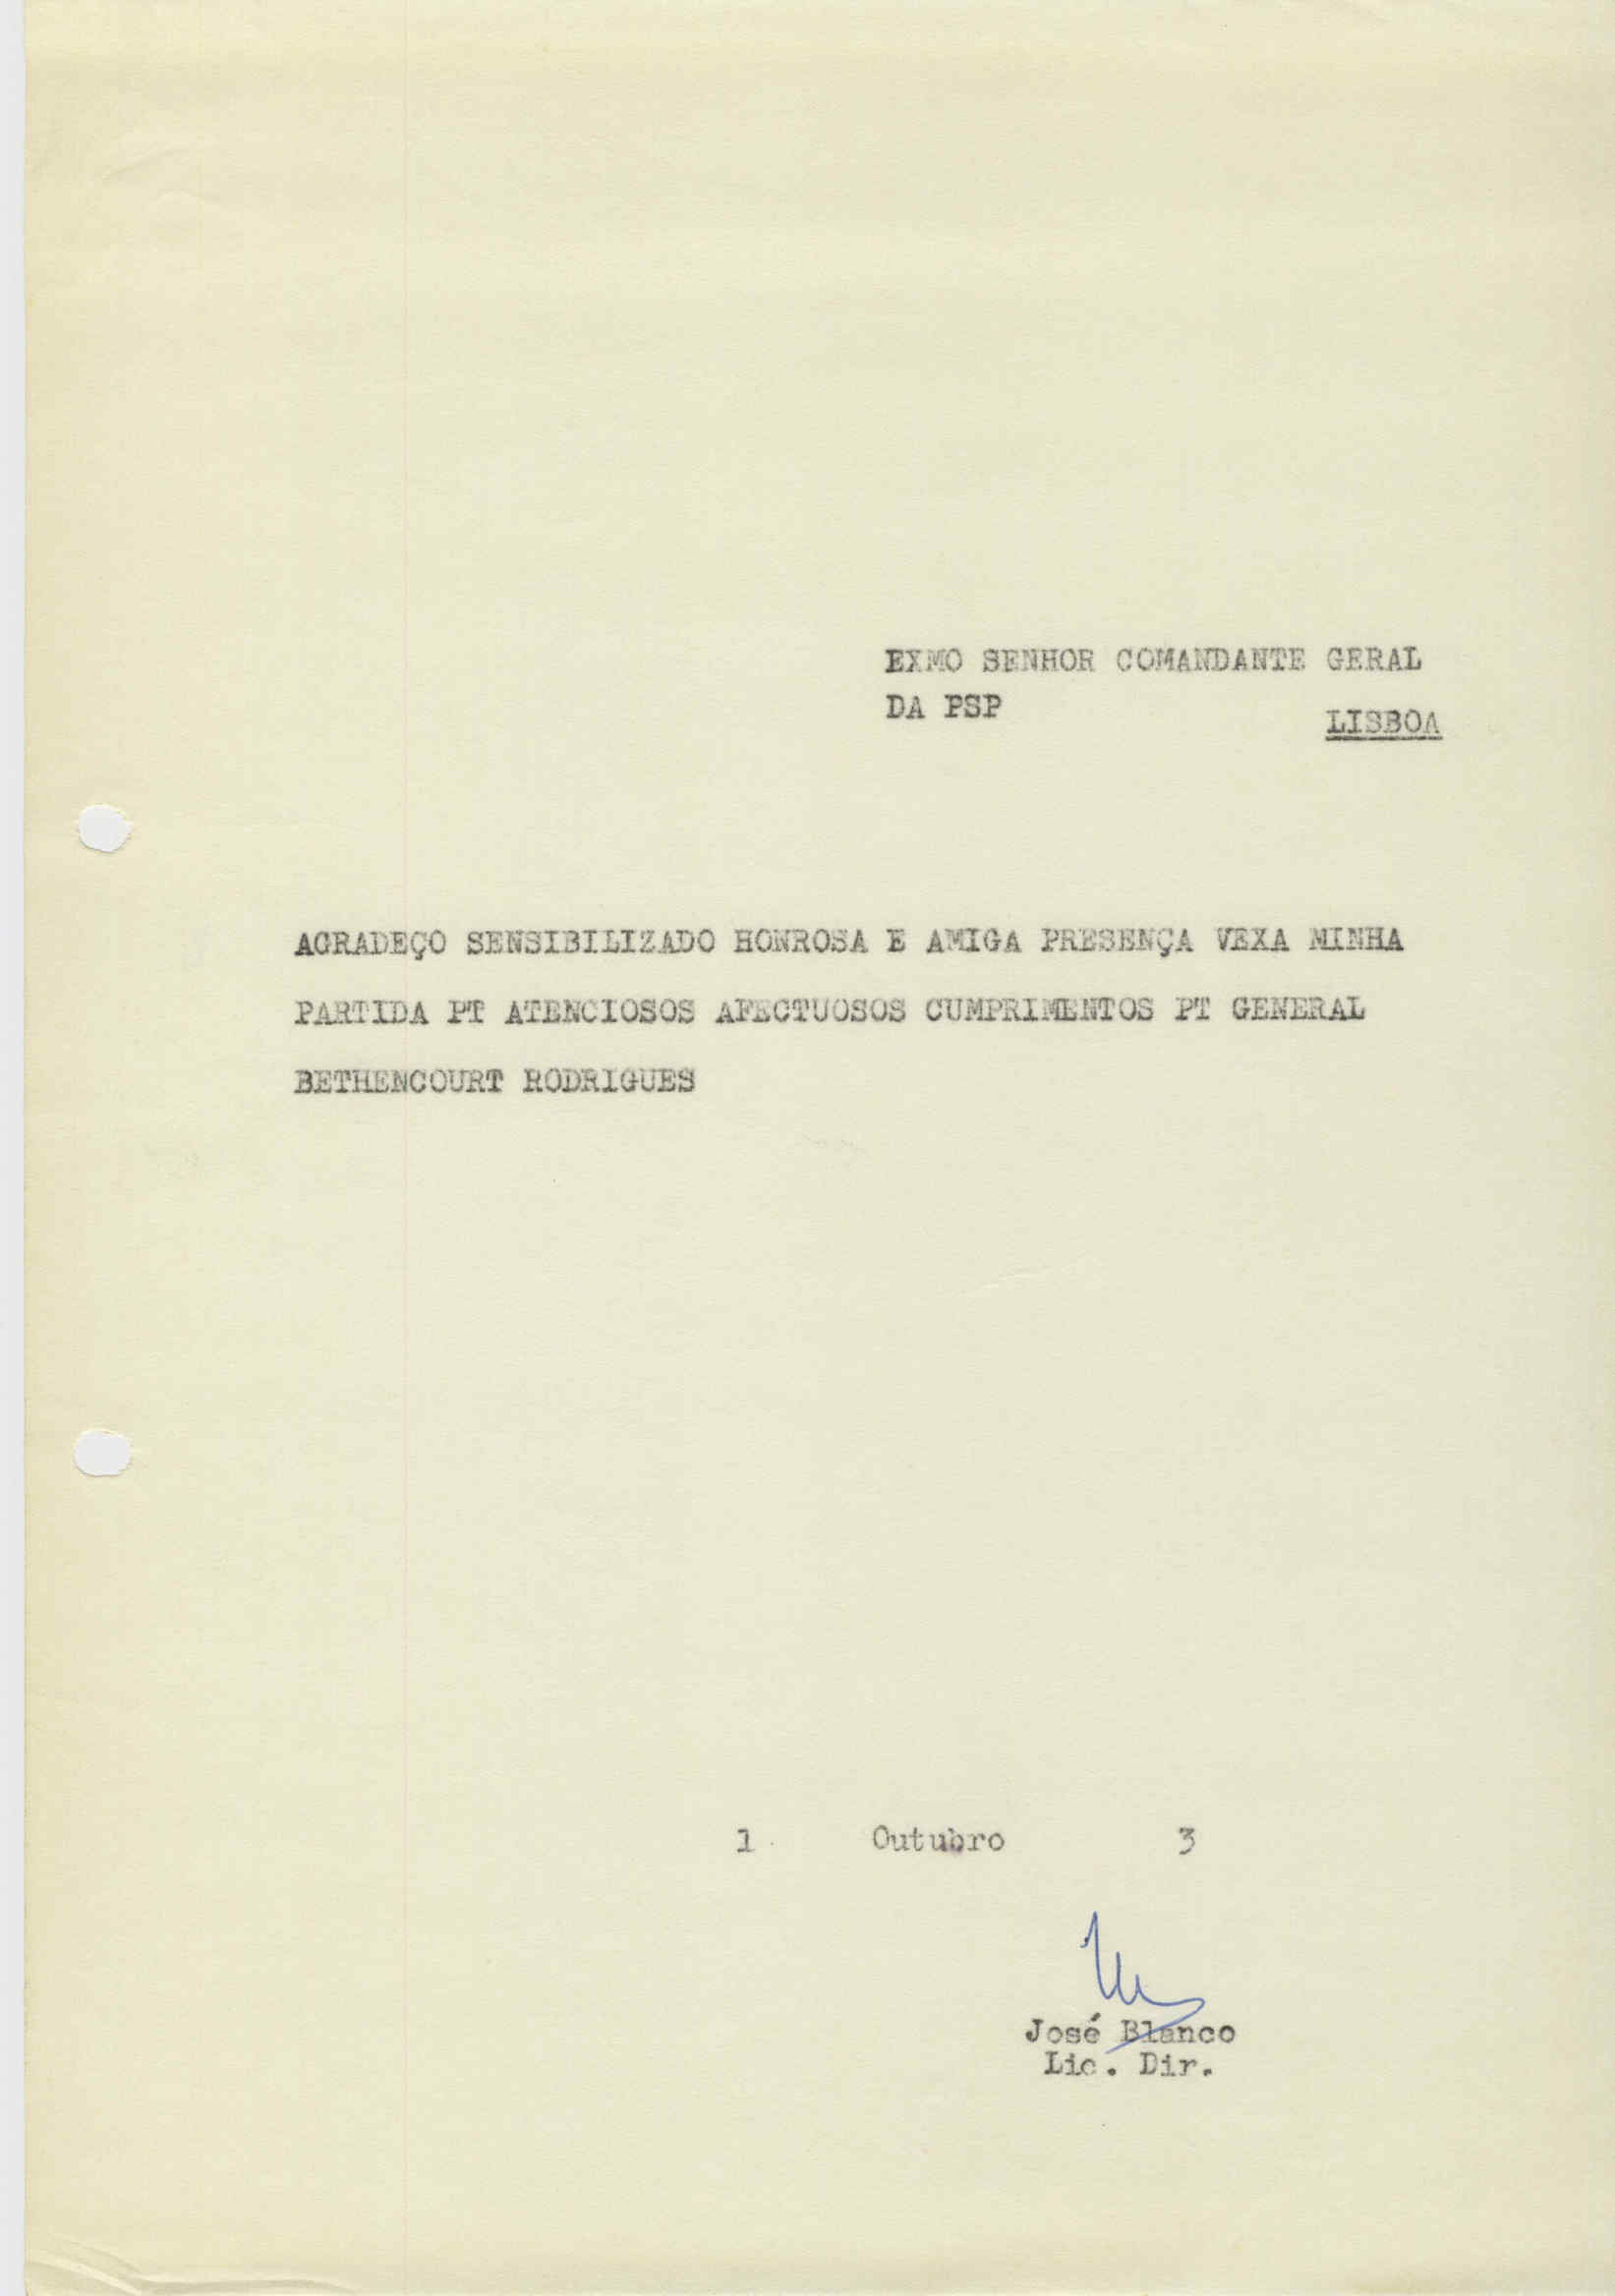 EXMO SENHOR COMANDANTE GERAL
DA PSP
LISBOA
AGRADEÇO SENSIBILIZADO HONROSA E AMIGA PRESENÇA VEXA MINHA
PARTIDA PT ATENCIOSOS AFECTUOSOS CUMPRIMENTOS PT GENERAL
BETHENCOURT RODRIGUES
1 Outubro 3
José Blanco
Lic. Dir.